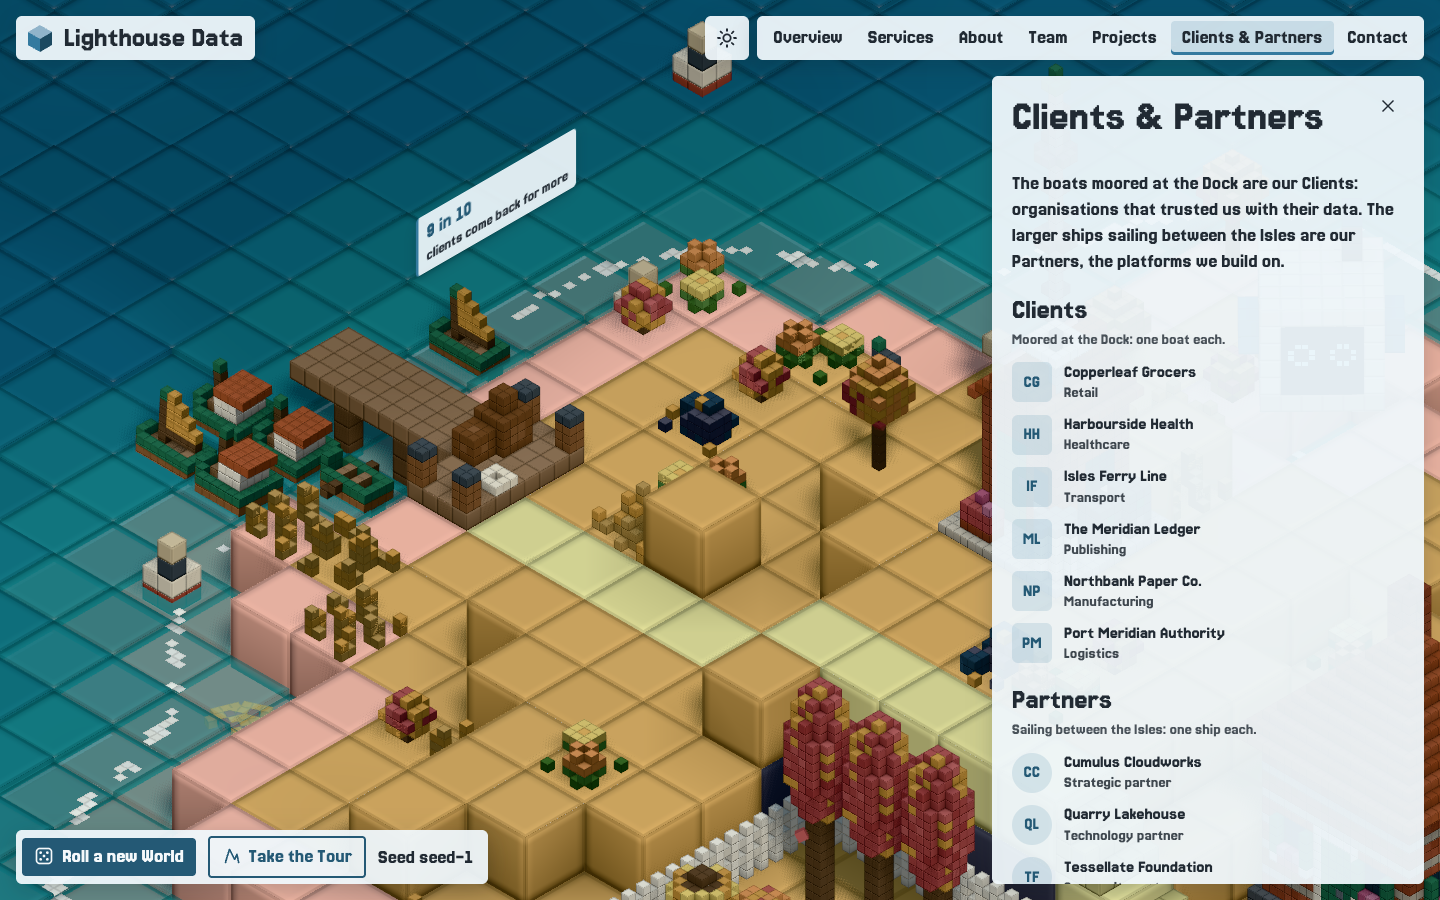 Lighthouse Data
Overview
Services
About
Team
Projects
Clients & Partners
Contact
9 in 10
clients come back for more
Clients & Partners
The boats moored at the Dock are our Clients:
organisations that trusted us with their data. The
larger ships sailing between the Isles are our
Partners, the platforms we build on.
Clients
Moored at the Dock: one boat each.
CG
Copperleaf Grocers
Retail
HH
Harbourside Health
Healthcare
IF
Isles Ferry Line
Transport
ML
The Meridian Ledger
Publishing
NP
Northbank Paper Co.
Manufacturing
PM
Port Meridian Authority
Logistics
Partners
Sailing between the Isles: one ship each.
CC
Cumulus Cloudworks
Strategic partner
QL
Quarry Lakehouse
Technology partner
TF
Tessellate Foundation
Roll a new World
Take the Tour
Seed seed-1